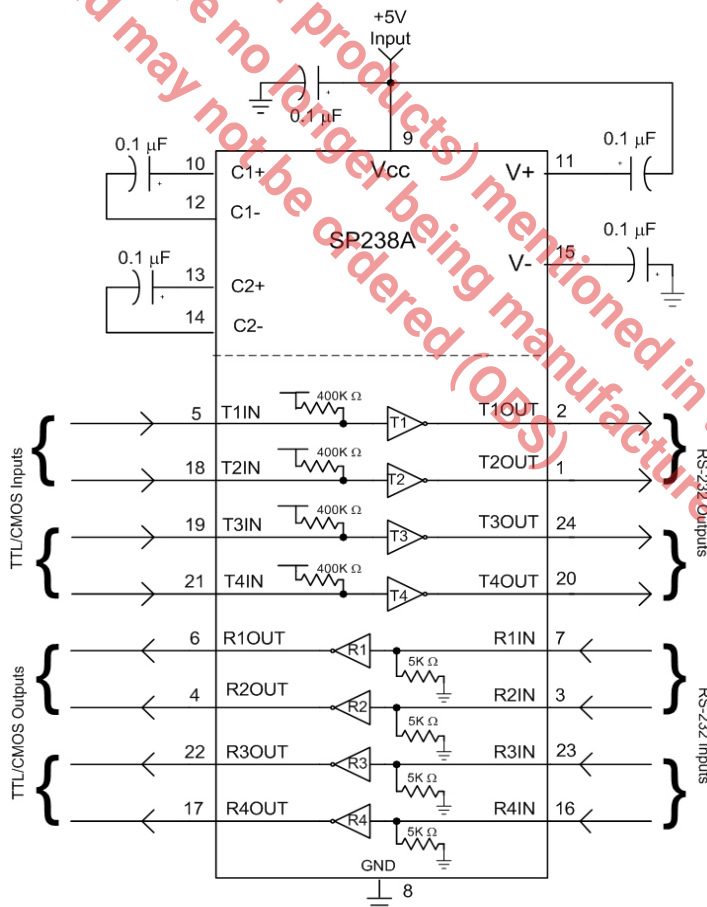 +5V
Input
0.1 μF
9
0.1 μF
10
C1+
Vcc
V+
11
0.1 μF
12
C1-
SP238A
0.1 μF
13
C2+
V-
15
0.1 μF
14
C2-
TTL/CMOS Inputs
5
T1IN
400K Ω
T1
T1OUT
2
18
T2IN
400K Ω
T2
T2OUT
1
19
T3IN
400K Ω
T3
T3OUT
24
21
T4IN
400K Ω
T4
T4OUT
20
RS-232 Outputs
TTL/CMOS Outputs
6
R1OUT
R1
5K Ω
R1IN
7
4
R2OUT
R2
5K Ω
R2IN
3
22
R3OUT
R3
5K Ω
R3IN
23
17
R4OUT
R4
5K Ω
R4IN
16
RS-232 Inputs
GND
8
products) mentioned in
re no longer being manufacture
d may not be ordered (OBS)